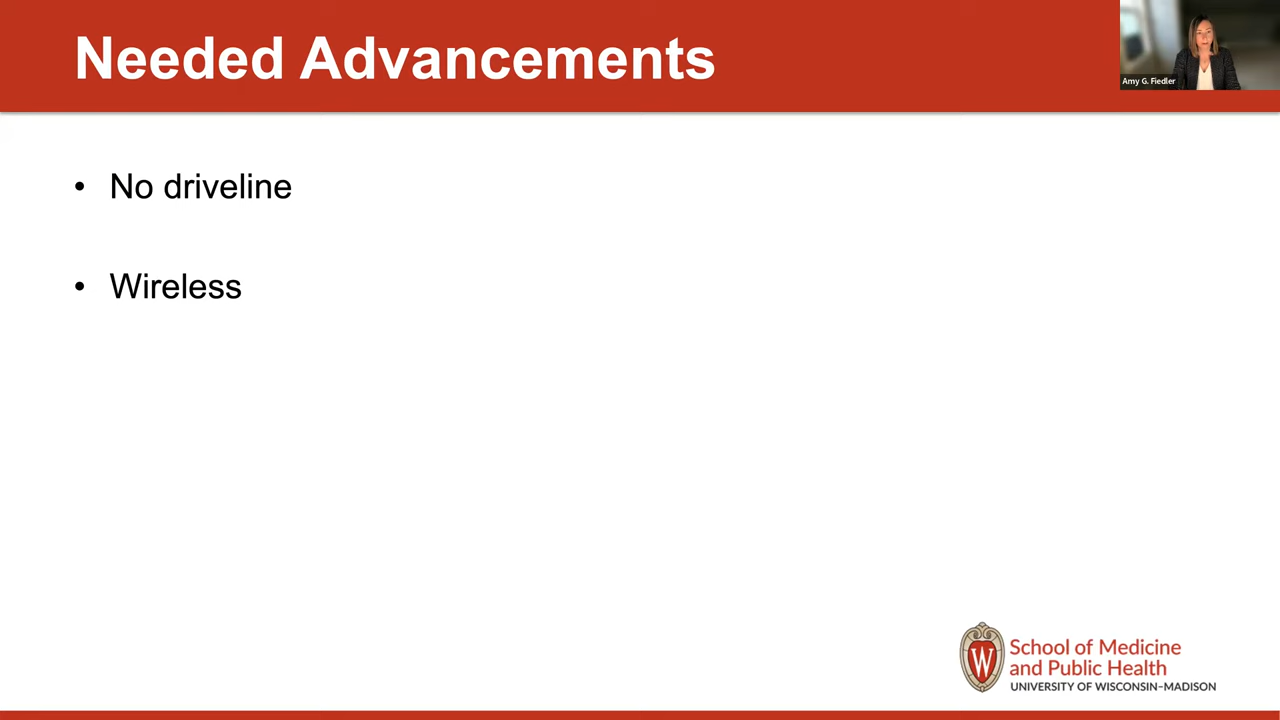 Needed Advancements
Amy G. Fiedler
• No driveline
• Wireless
W
School of Medicine
and Public Health
UNIVERSITY OF WISCONSIN–MADISON